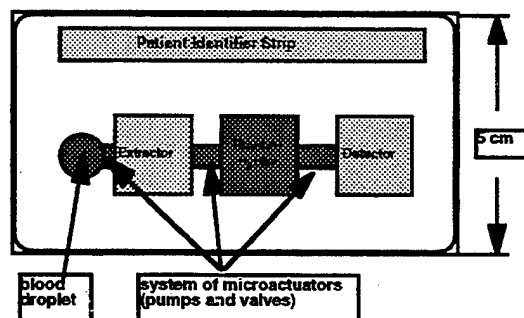 Patient Identifier Strip
Extractor
Detector
5 cm
blood
droplet
system of microactuators
(pumps and valves)